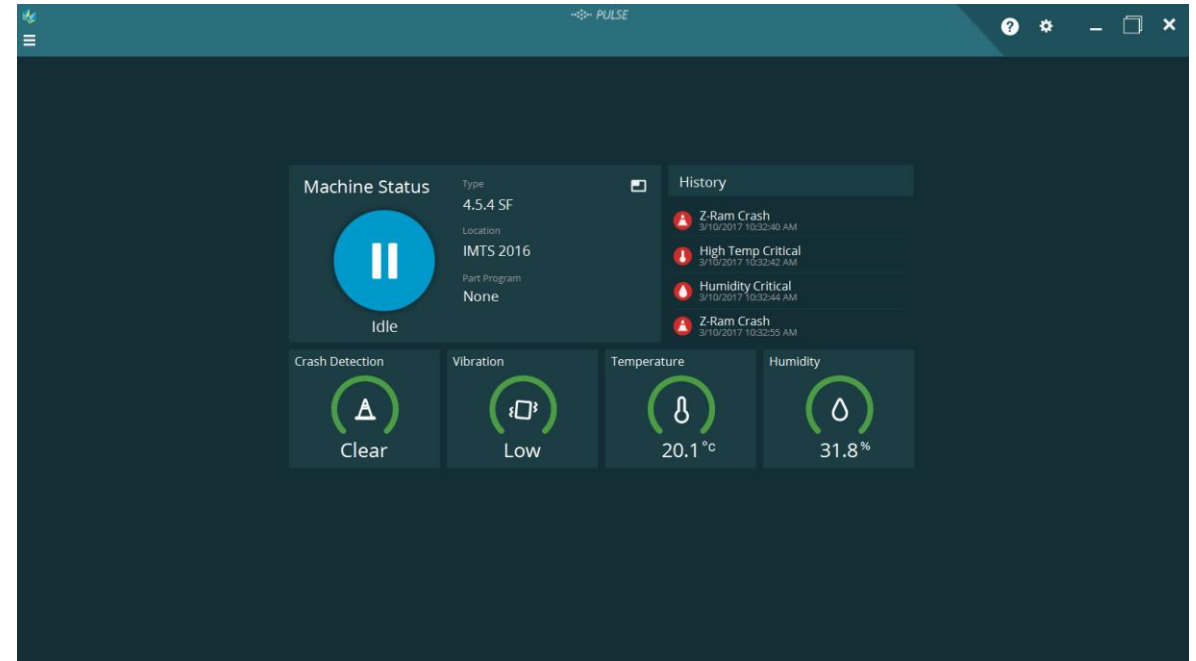 PULSE
Machine Status
Idle
Type
4.5.4 SF
Location
IMTS 2016
Part Program
None
History
Z-Ram Crash
3/10/2017 10:32:40 AM
High Temp Critical
3/10/2017 10:32:42 AM
Humidity Critical
3/10/2017 10:32:44 AM
Z-Ram Crash
3/10/2017 10:32:55 AM
Crash Detection
Clear
Vibration
Low
Temperature
20.1°C
Humidity
31.8%